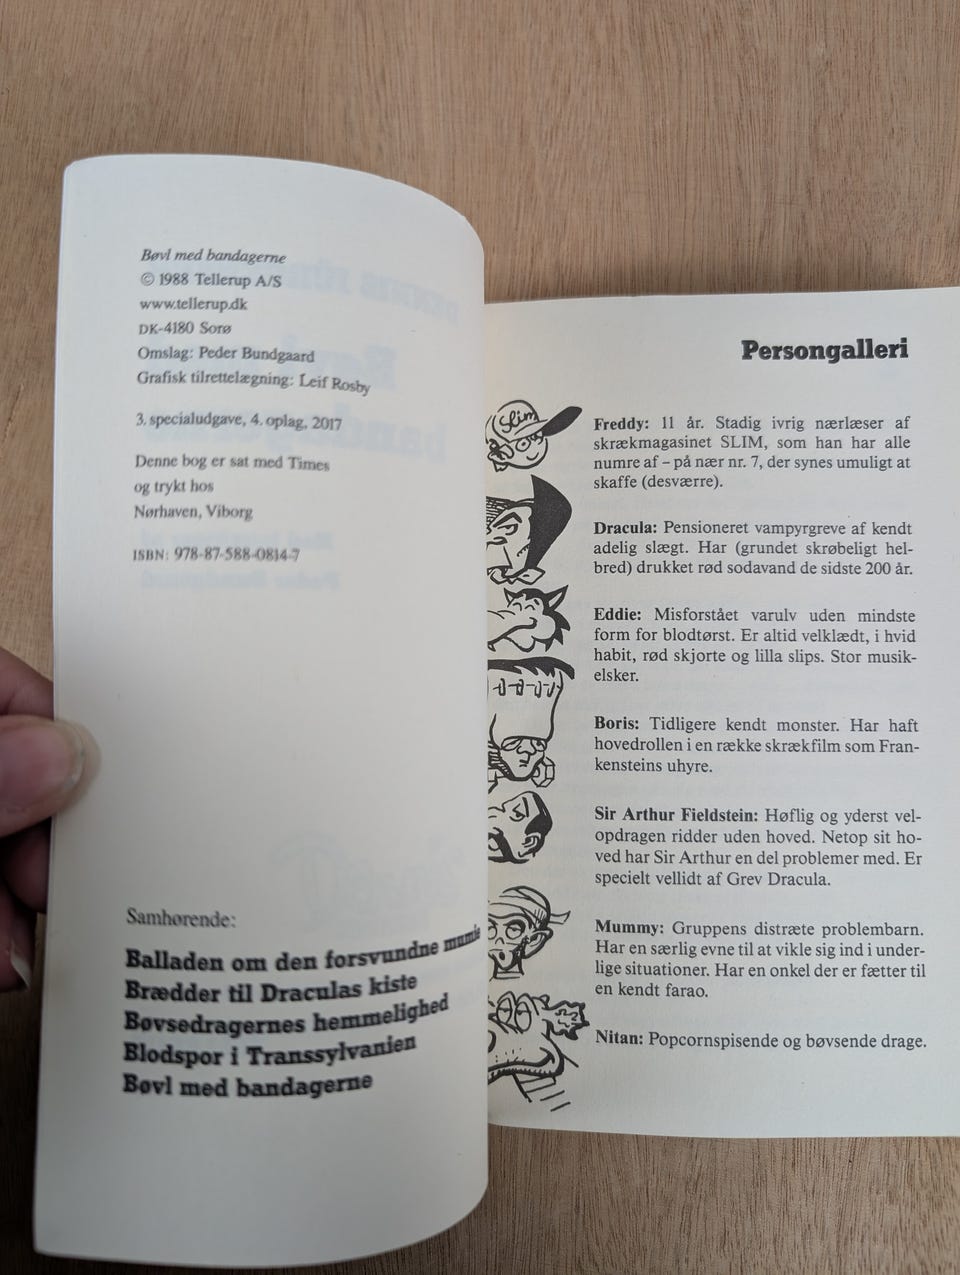 Bøvl med bandagerne
© 1988 Tellerup A/S
www.tellerup.dk
DK-4180 Sorø
Omslag: Peder Bundgaard
Grafisk tilrettelægning: Leif Rosby
3. specialudgave, 4. oplag, 2017
Denne bog er sat med Times
og trykt hos
Nørhaven, Viborg
ISBN: 978-87-588-0814-7
Samhørende:
Balladen om den forsvundne mumie
Brædder til Draculas kiste
Bøvsedragernes hemmelighed
Blodspor i Transsylvanien
Bøvl med bandagerne
Persongalleri
Slim
Freddy: 11 år. Stadig ivrig nærlæser af
skrækmagasinet SLIM, som han har alle
numre af – på nær nr. 7, der synes umuligt at
skaffe (desværre).
Dracula: Pensioneret vampyrgreve af kendt
adelig slægt. Har (grundet skrøbeligt hel-
bred) drukket rød sodavand de sidste 200 år.
Eddie: Misforstået varulv uden mindste
form for blodtørst. Er altid velklædt, i hvid
habit, rød skjorte og lilla slips. Stor musik-
elsker.
Boris: Tidligere kendt monster. Har haft
hovedrollen i en række skrækfilm som Fran-
kensteins uhyre.
Sir Arthur Fieldstein: Høflig og yderst vel-
opdragen ridder uden hoved. Netop sit ho-
ved har Sir Arthur en del problemer med. Er
specielt vellidt af Grev Dracula.
Mummy: Gruppens distræte problembarn.
Har en særlig evne til at vikle sig ind i under-
lige situationer. Har en onkel der er fætter til
en kendt farao.
Nitan: Popcornspisende og bøvsende drage.